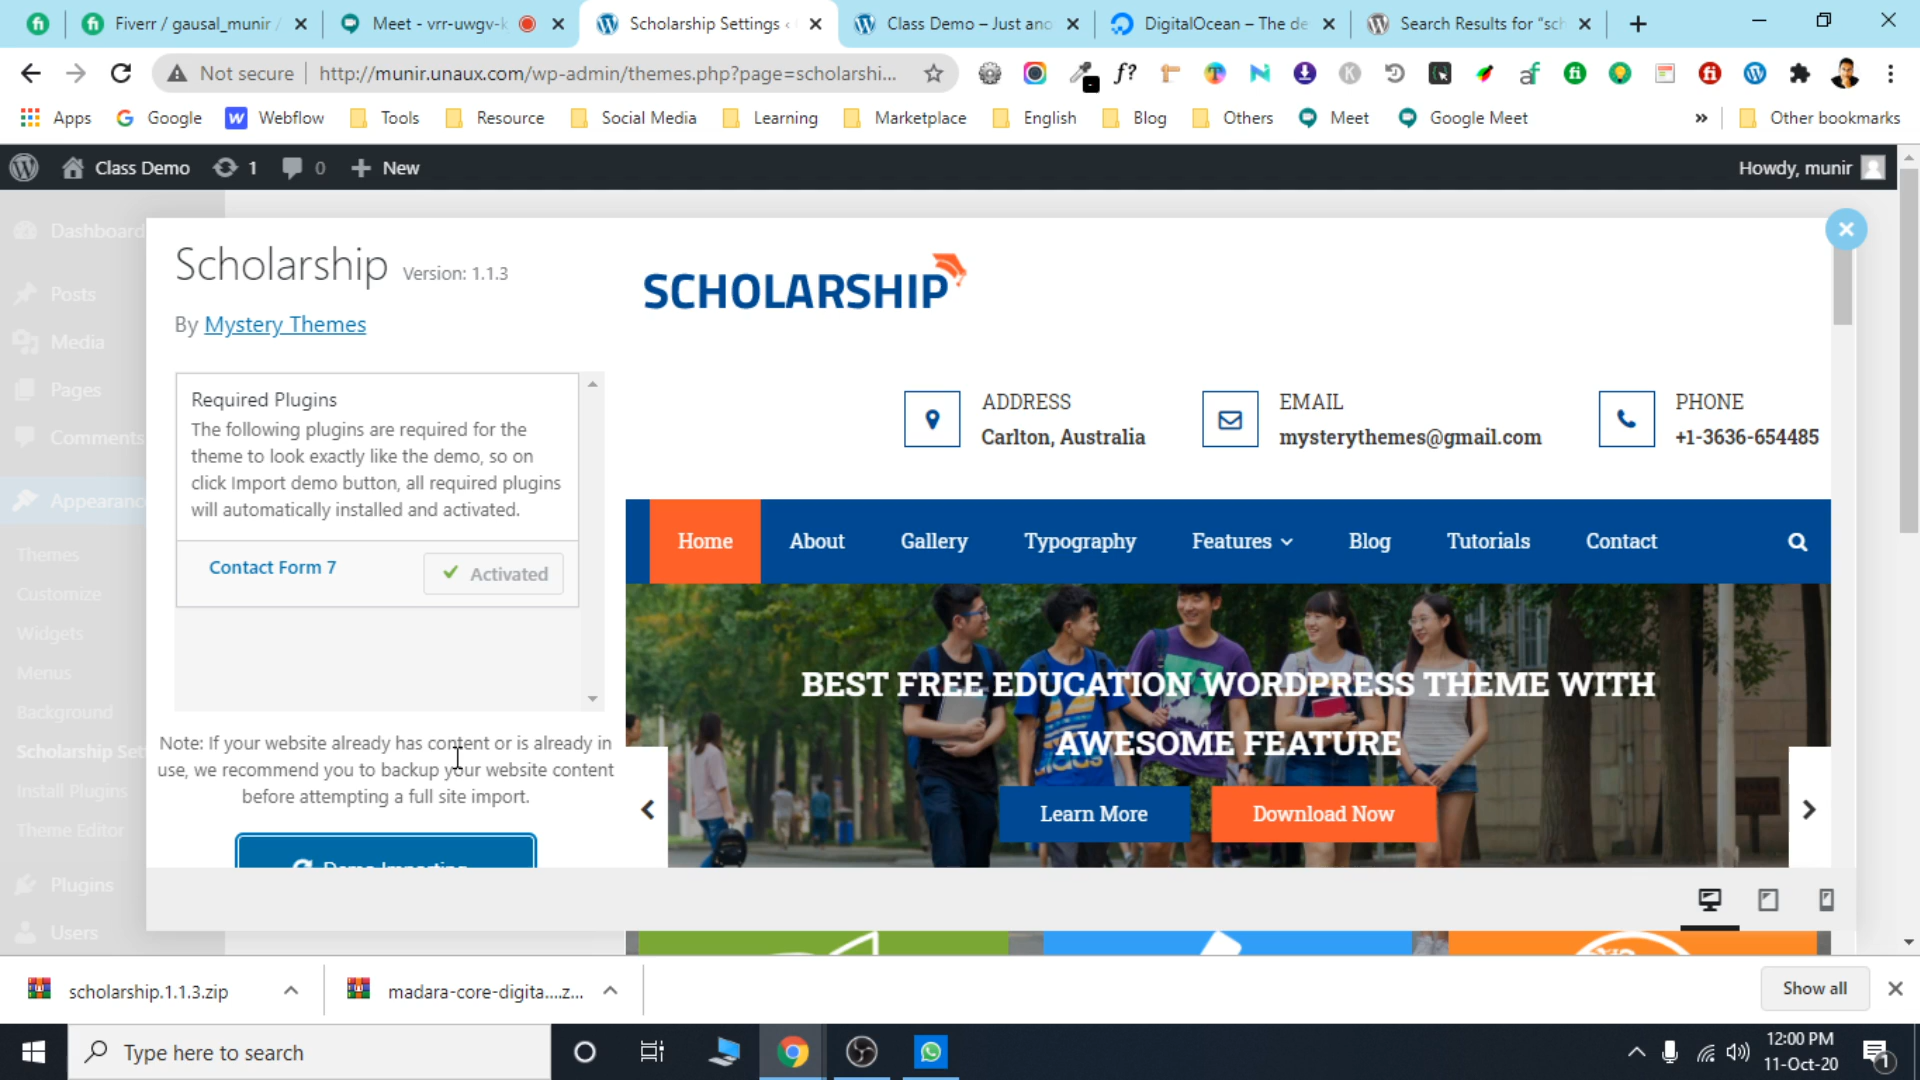 Fiverr / gausal_munir /
Meet - vrr-uwgv-k
Scholarship Settings ‹
Class Demo – Just ano
DigitalOcean – The de
Search Results for "sch
Not secure
http://munir.unaux.com/wp-admin/themes.php?page=scholarshi...
Apps
Google
Webflow
Tools
Resource
Social Media
Learning
Marketplace
English
Blog
Others
Meet
Google Meet
»
Other bookmarks
Class Demo
1
0
New
Howdy, munir
Dashboard
Posts
Media
Pages
Comments
Appearanc
Themes
Customize
Widgets
Menus
Background
Scholarship Set
Install Plugins
Theme Editor
Plugins
Users
Scholarship Version: 1.1.3
By Mystery Themes
Required Plugins
The following plugins are required for the
theme to look exactly like the demo, so on
click Import demo button, all required plugins
will automatically installed and activated.
Contact Form 7
Activated
Note: If your website already has content or is already in
use, we recommend you to backup your website content
before attempting a full site import.
Demo Importing
SCHOLARSHIP
ADDRESS
Carlton, Australia
EMAIL
mysterythemes@gmail.com
PHONE
+1-3636-654485
Home
About
Gallery
Typography
Features
Blog
Tutorials
Contact
BEST FREE EDUCATION WORDPRESS THEME WITH
AWESOME FEATURE
Learn More
Download Now
scholarship.1.1.3.zip
madara-core-digita....z...
Show all
Type here to search
12:00 PM
11-Oct-20
1